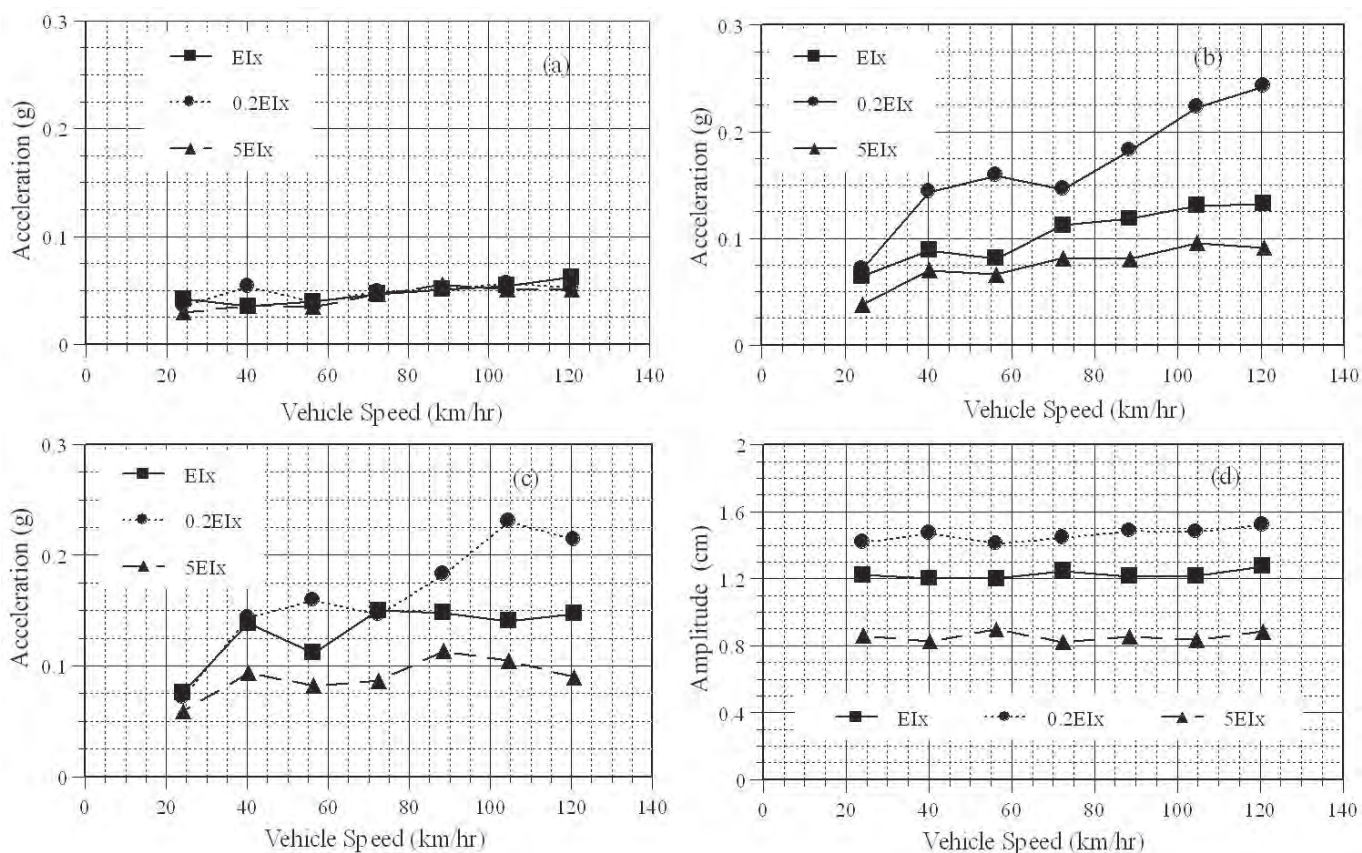 0.3
0.2
0.1
0
Acceleration (g)
EIx
0.2EIx
5EIx
(a)
0 20 40 60 80 100 120 140
Vehicle Speed (km/hr)
0.3
0.2
0.1
0
Acceleration (g)
EIx
0.2EIx
5EIx
(b)
0 20 40 60 80 100 120 140
Vehicle Speed (km/hr)
0.3
0.2
0.1
0
Acceleration (g)
EIx
0.2EIx
5EIx
(c)
0 20 40 60 80 100 120 140
Vehicle Speed (km/hr)
2
1.6
1.2
0.8
0.4
0
Amplitude (cm)
(d)
EIx 0.2EIx 5EIx
0 20 40 60 80 100 120 140
Vehicle Speed (km/hr)